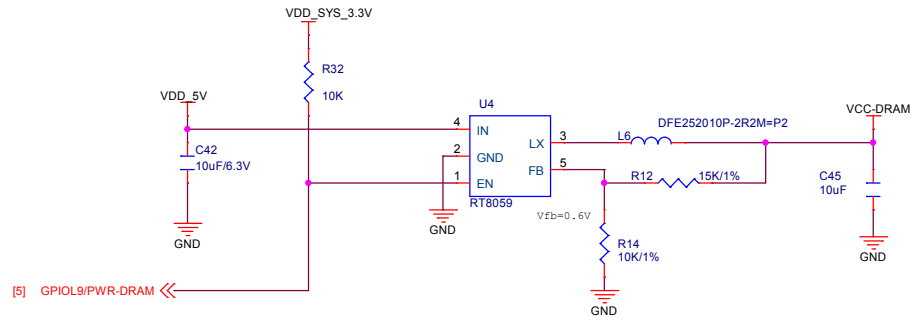 VDD_SYS_3.3V
R32
10K
VDD_5V
U4
VCC-DRAM
DFE252010P-2R2M=P2
4
IN
LX
3
L6
C42
10uF/6.3V
2
GND
FB
5
1
EN
R12
15K/1%
C45
10uF
RT8059
Vfb=0.6V
GND
GND
R14
10K/1%
GND
[5]
GPIOL9/PWR-DRAM
GND